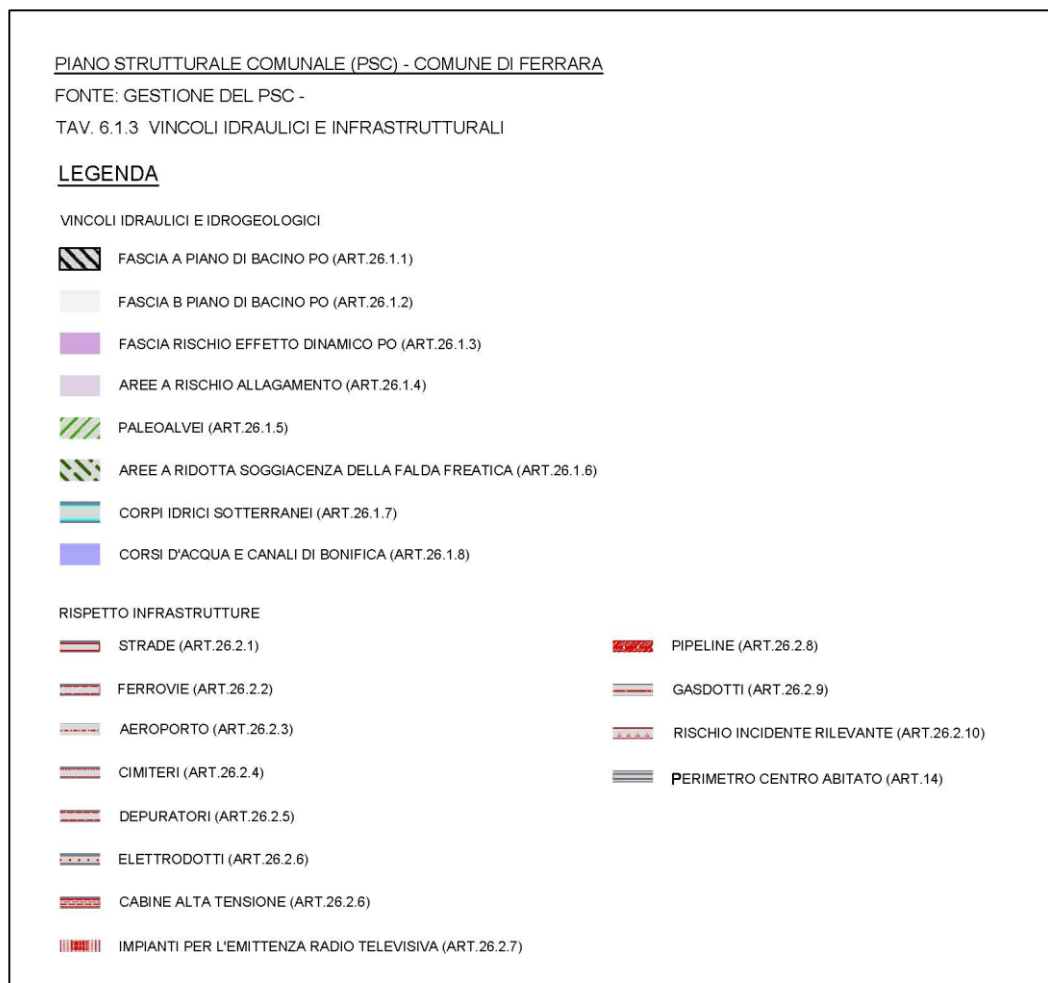 PIANO STRUTTURALE COMUNALE (PSC) - COMUNE DI FERRARA
FONTE: GESTIONE DEL PSC -
TAV. 6.1.3 VINCOLI IDRAULICI E INFRASTRUTTURALI
LEGENDA
VINCOLI IDRAULICI E IDROGEOLOGICI
FASCIA A PIANO DI BACINO PO (ART.26.1.1)
FASCIA B PIANO DI BACINO PO (ART.26.1.2)
FASCIA RISCHIO EFFETTO DINAMICO PO (ART.26.1.3)
AREE A RISCHIO ALLAGAMENTO (ART.26.1.4)
PALEOALVEI (ART.26.1.5)
AREE A RIDOTTA SOGGIACENZA DELLA FALDA FREATICA (ART.26.1.6)
CORPI IDRICI SOTTERRANEI (ART.26.1.7)
CORSI D'ACQUA E CANALI DI BONIFICA (ART.26.1.8)
RISPETTO INFRASTRUTTURE
STRADE (ART.26.2.1)
FERROVIE (ART.26.2.2)
AEROPORTO (ART.26.2.3)
CIMITERI (ART.26.2.4)
DEPURATORI (ART.26.2.5)
ELETTRODOTTI (ART.26.2.6)
CABINE ALTA TENSIONE (ART.26.2.6)
IMPIANTI PER L'EMITTENZA RADIO TELEVISIVA (ART.26.2.7)
PIPELINE (ART.26.2.8)
GASDOTTI (ART.26.2.9)
RISCHIO INCIDENTE RILEVANTE (ART.26.2.10)
PERIMETRO CENTRO ABITATO (ART.14)